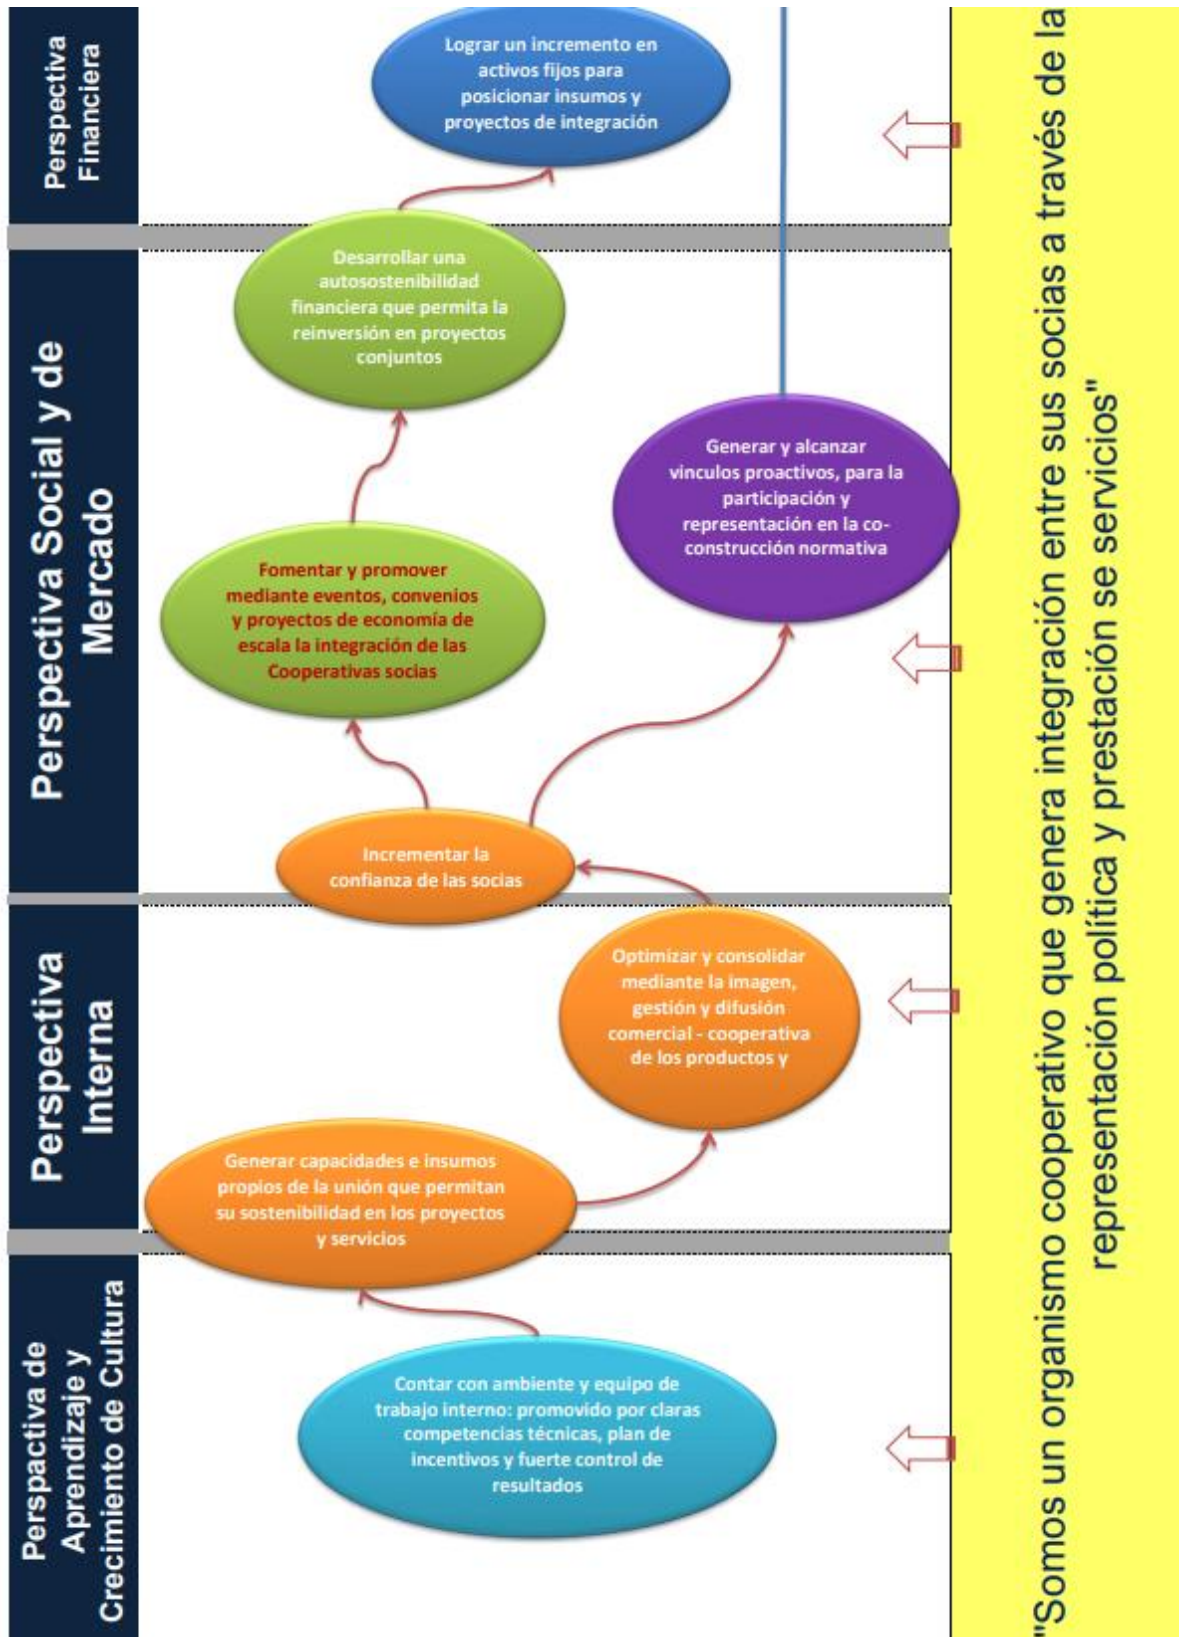 Perspectiva
Financiera
Lograr un incremento en
activos fijos para
posicionar insumos y
proyectos de integración
Perspectiva Social y de
Mercado
Desarrollar una
autosostenibilidad
financiera que permita la
reinversión en proyectos
conjuntos
Generar y alcanzar
vinculos proactivos, para la
participación y
representación en la co-
construcción normativa
Fomentar y promover
mediante eventos, convenios
y proyectos de economía de
escala la integración de las
Cooperativas socias
Incrementar la
confianza de las socias
Perspectiva
Interna
Optimizar y consolidar
mediante la imagen,
gestión y difusión
comercial - cooperativa
de los productos y
Generar capacidades e insumos
propios de la unión que permitan
su sostenibilidad en los proyectos
y servicios
Perspactiva de
Aprendizaje y
Crecimiento de Cultura
Contar con ambiente y equipo de
trabajo interno: promovido por claras
competencias técnicas, plan de
incentivos y fuerte control de
resultados
"Somos un organismo cooperativo que genera integración entre sus socias a través de la
representación política y prestación se servicios"